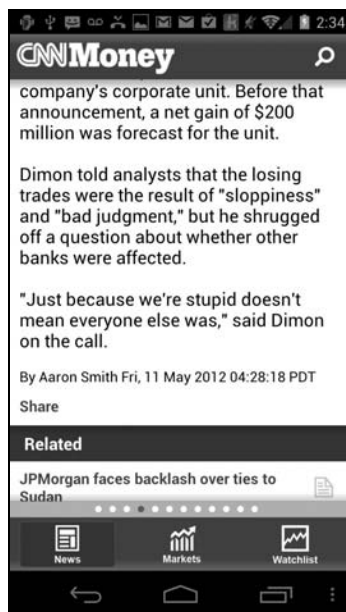 2:34
CNNMoney
company's corporate unit. Before that
announcement, a net gain of $200
million was forecast for the unit.
Dimon told analysts that the losing
trades were the result of "sloppiness"
and "bad judgment," but he shrugged
off a question about whether other
banks were affected.
"Just because we're stupid doesn't
mean everyone else was," said Dimon
on the call.
By Aaron Smith Fri, 11 May 2012 04:28:18 PDT
Share
Related
JPMorgan faces backlash over ties to
Sudan
News Markets Watchlist